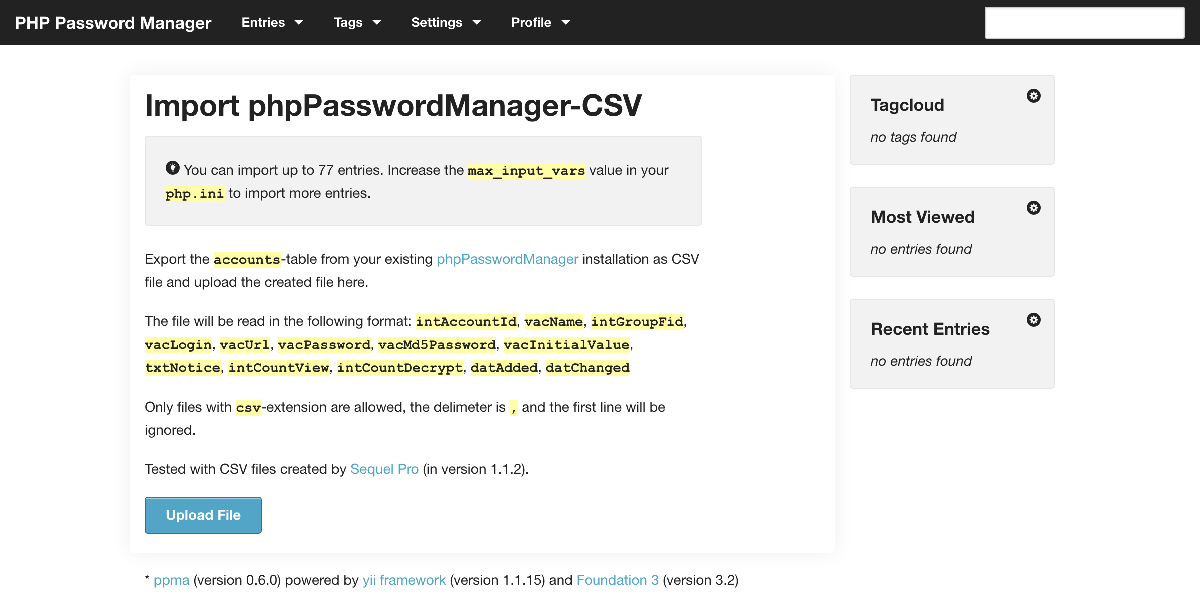 PHP Password Manager Entries Tags Settings Profile
Import phpPasswordManager-CSV
You can import up to 77 entries. Increase the max_input_vars value in your
php.ini to import more entries.
Export the accounts-table from your existing phpPasswordManager installation as CSV
file and upload the created file here.
The file will be read in the following format: intAccountId, vacName, intGroupFid,
vacLogin, vacUrl, vacPassword, vacMd5Password, vacInitialValue,
txtNotice, intCountView, intCountDecrypt, datAdded, datChanged
Only files with csv-extension are allowed, the delimeter is , and the first line will be
ignored.
Tested with CSV files created by Sequel Pro (in version 1.1.2).
Upload File
Tagcloud
no tags found
Most Viewed
no entries found
Recent Entries
no entries found
* ppma (version 0.6.0) powered by yii framework (version 1.1.15) and Foundation 3 (version 3.2)